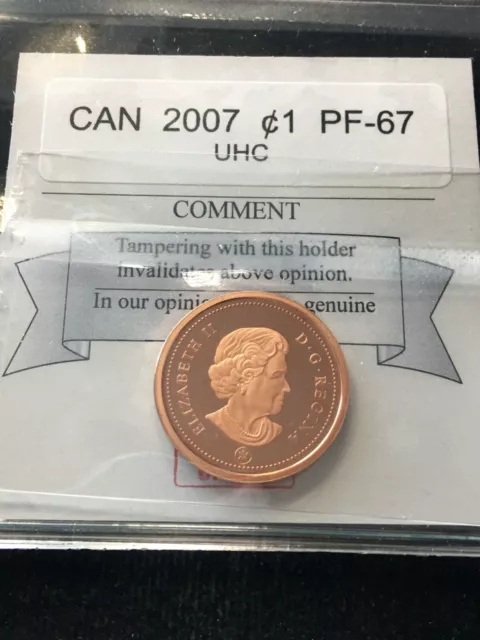 CAN 2007 ¢1 PF-67
UHC
COMMENT
Tampering with this holder
invalidates above opinion.
In our opini genuine
ELIZABETH II D·G·REGINA